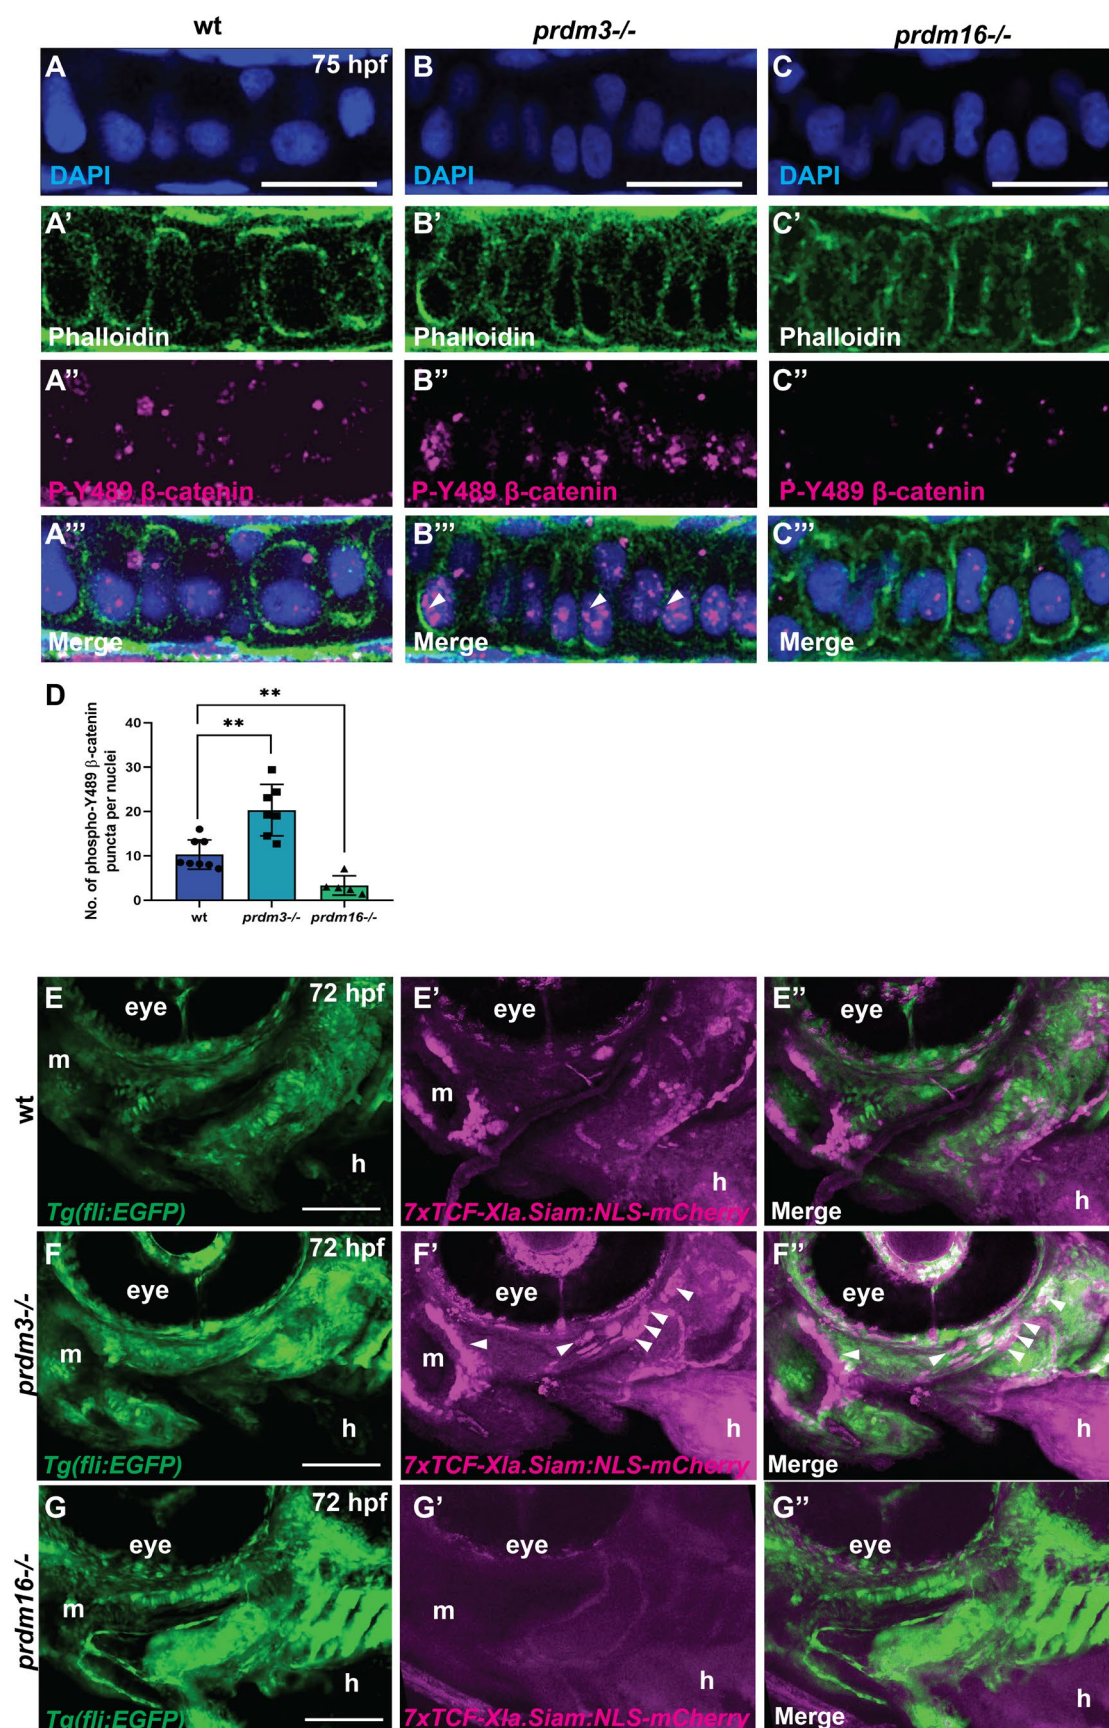 wt prdm3-/- prdm16-/-
A 75 hpf B C
DAPI DAPI DAPI
A’ B’ C’
Phalloidin Phalloidin Phalloidin
A’’ B’’ C’’
P-Y489 β-catenin P-Y489 β-catenin P-Y489 β-catenin
A’’’ B’’’ C’’’
Merge Merge Merge
D
No. of phospho-Y489 β-catenin
puncta per nuclei
40
30
20
10
0
**
**
wt prdm3-/- prdm16-/-
wt
E 72 hpf E’ E’’
eye eye eye
m m
h h h
Tg(fli:EGFP) 7xTCF-Xla.Siam:NLS-mCherry Merge
prdm3-/-
F 72 hpf F’ F’’
eye eye eye
m m
h h h
Tg(fli:EGFP) 7xTCF-Xla.Siam:NLS-mCherry Merge
prdm16-/-
G 72 hpf G’ G’’
eye eye eye
m m
h h h
Tg(fli:EGFP) 7xTCF-Xla.Siam:NLS-mCherry Merge